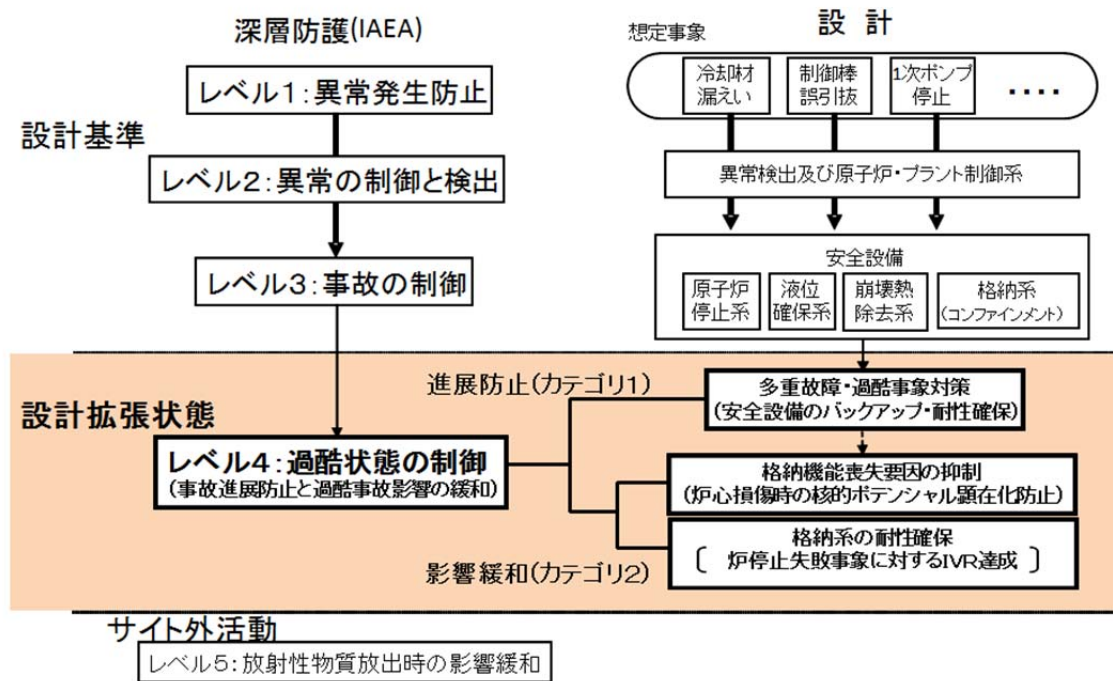 深層防護(IAEA)
設 計
想定事象
レベル1：異常発生防止
冷却材
漏えい
制御棒
誤引抜
1次ポンプ
停止
・・・・
設計基準
レベル2：異常の制御と検出
異常検出及び原子炉・プラント制御系
レベル3：事故の制御
安全設備
原子炉
停止系
液位
確保系
崩壊熱
除去系
格納系
(コンファインメント)
設計拡張状態
進展防止(カテゴリ1)
多重故障・過酷事象対策
(安全設備のバックアップ・耐性確保)
レベル4：過酷状態の制御
(事故進展防止と過酷事故影響の緩和)
格納機能喪失要因の抑制
(炉心損傷時の核的ポテンシャル顕在化防止)
影響緩和(カテゴリ2)
格納系の耐性確保
〔 炉停止失敗事象に対するIVR達成 〕
サイト外活動
レベル5：放射性物質放出時の影響緩和